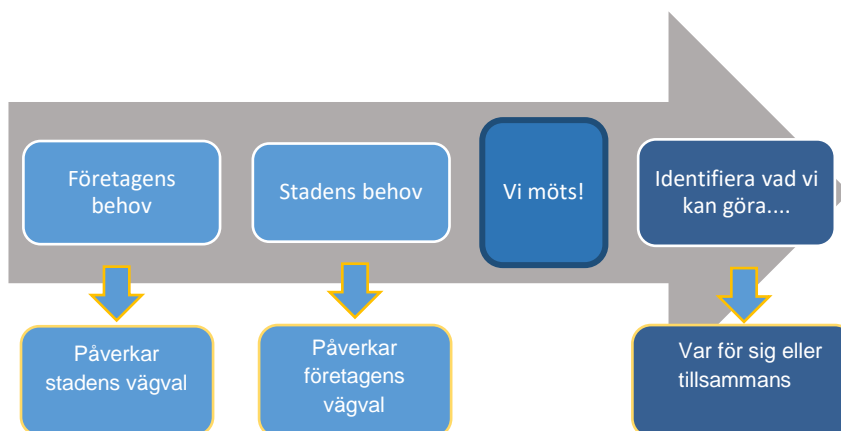 Företagens
behov
Stadens behov
Vi möts!
Identifiera vad vi
kan göra....
Påverkar
stadens vägval
Påverkar
företagens
vägval
Var för sig eller
tillsammans